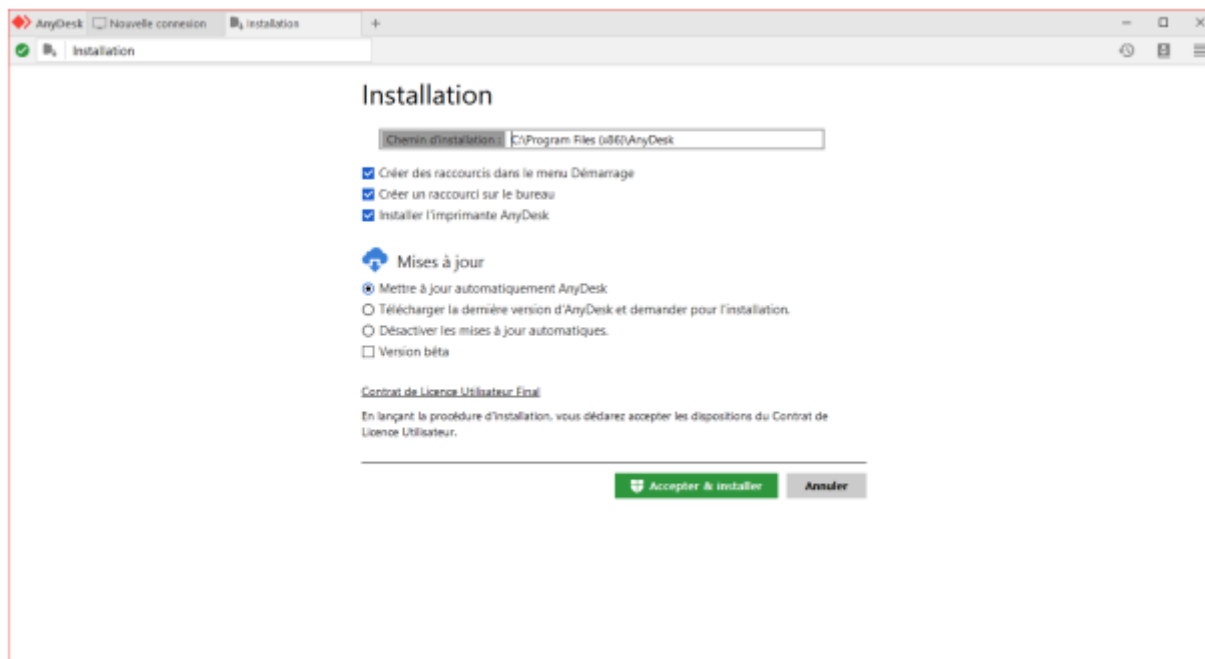 AnyDesk Nouvelle connexion Installation +
Installation
Installation
Chemin d'installation : C:\Program Files (x86)\AnyDesk
Créer des raccourcis dans le menu Démarrage
Créer un raccourci sur le bureau
Installer l'imprimante AnyDesk
Mises à jour
Mettre à jour automatiquement AnyDesk
Télécharger la dernière version d'AnyDesk et demander pour l'installation.
Désactiver les mises à jour automatiques.
Version bêta
Contrat de Licence Utilisateur Final
En lançant la procédure d'installation, vous déclarez accepter les dispositions du Contrat de
Licence Utilisateur.
Accepter & installer Annuler